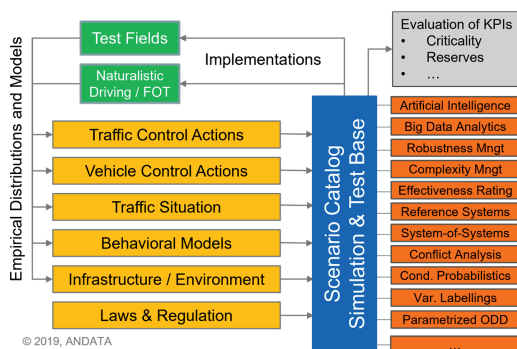 Empirical Distributions and Models
Test Fields
Naturalistic
Driving / FOT
Implementations
Evaluation of KPIs
• Criticality
• Reserves
• ...
Traffic Control Actions
Vehicle Control Actions
Traffic Situation
Behavioral Models
Infrastructure / Environment
Laws & Regulation
Scenario Catalog
Simulation & Test Base
Artificial Intelligence
Big Data Analytics
Robustness Mngt
Complexity Mngt
Effectiveness Rating
Reference Systems
System-of-Systems
Conflict Analysis
Cond. Probabilistics
Var. Labellings
Parametrized ODD
...
© 2019, ANDATA